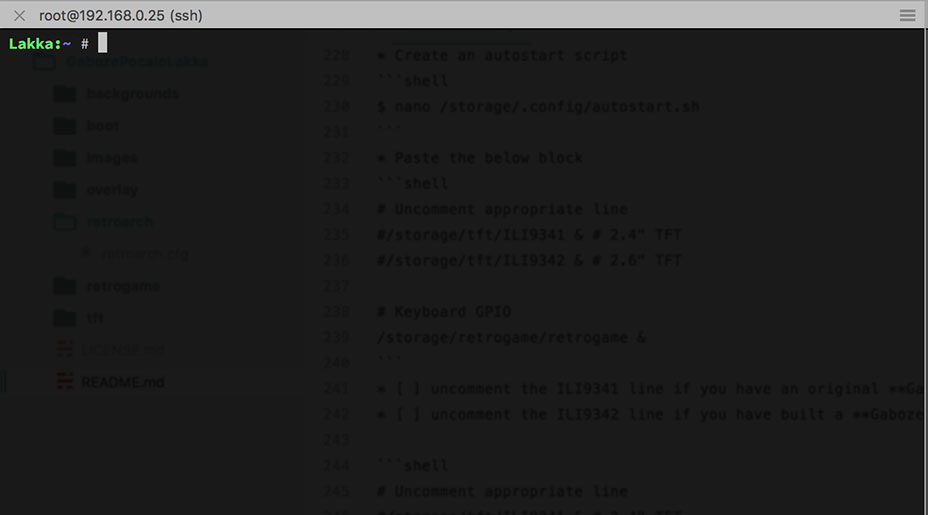 root@192.168.0.25 (ssh)
Lakka:~ #
GabozePocaioLakka
backgrounds
boot
images
overlay
retroarch
retroarch.cfg
retrogame
tft
LICENSE.md
README.md
228 * Create an autostart script
229 ```shell
230 $ nano /storage/.config/autostart.sh
231 ```
232 * Paste the below block
233 ```shell
234 # Uncomment appropriate line
235 #/storage/tft/ILI9341 & # 2.4" TFT
236 #/storage/tft/ILI9342 & # 2.6" TFT
237
238 # Keyboard GPIO
239 /storage/retrogame/retrogame &
240 ```
241 * [ ] uncomment the ILI9341 line if you have an original **Ga
242 * [ ] uncomment the ILI9342 line if you have built a **Gaboze
243
244 ```shell
245 # Uncomment appropriate line